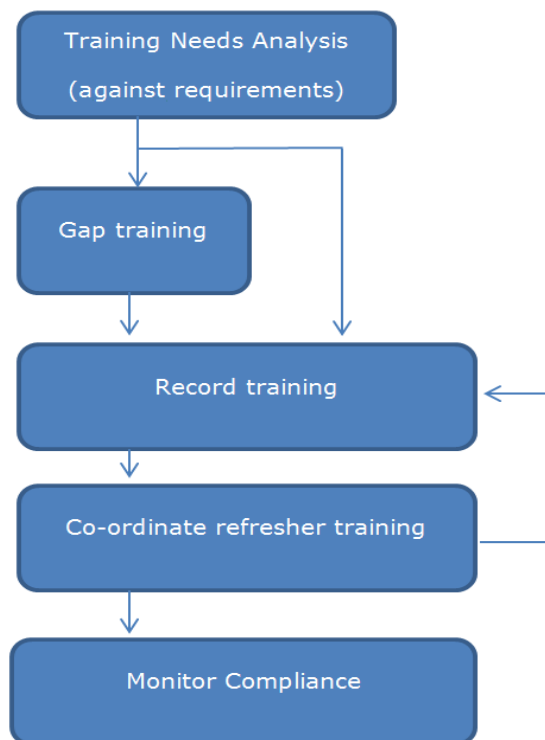 Training Needs Analysis
(against requirements)
Gap training
Record training
Co-ordinate refresher training
Monitor Compliance